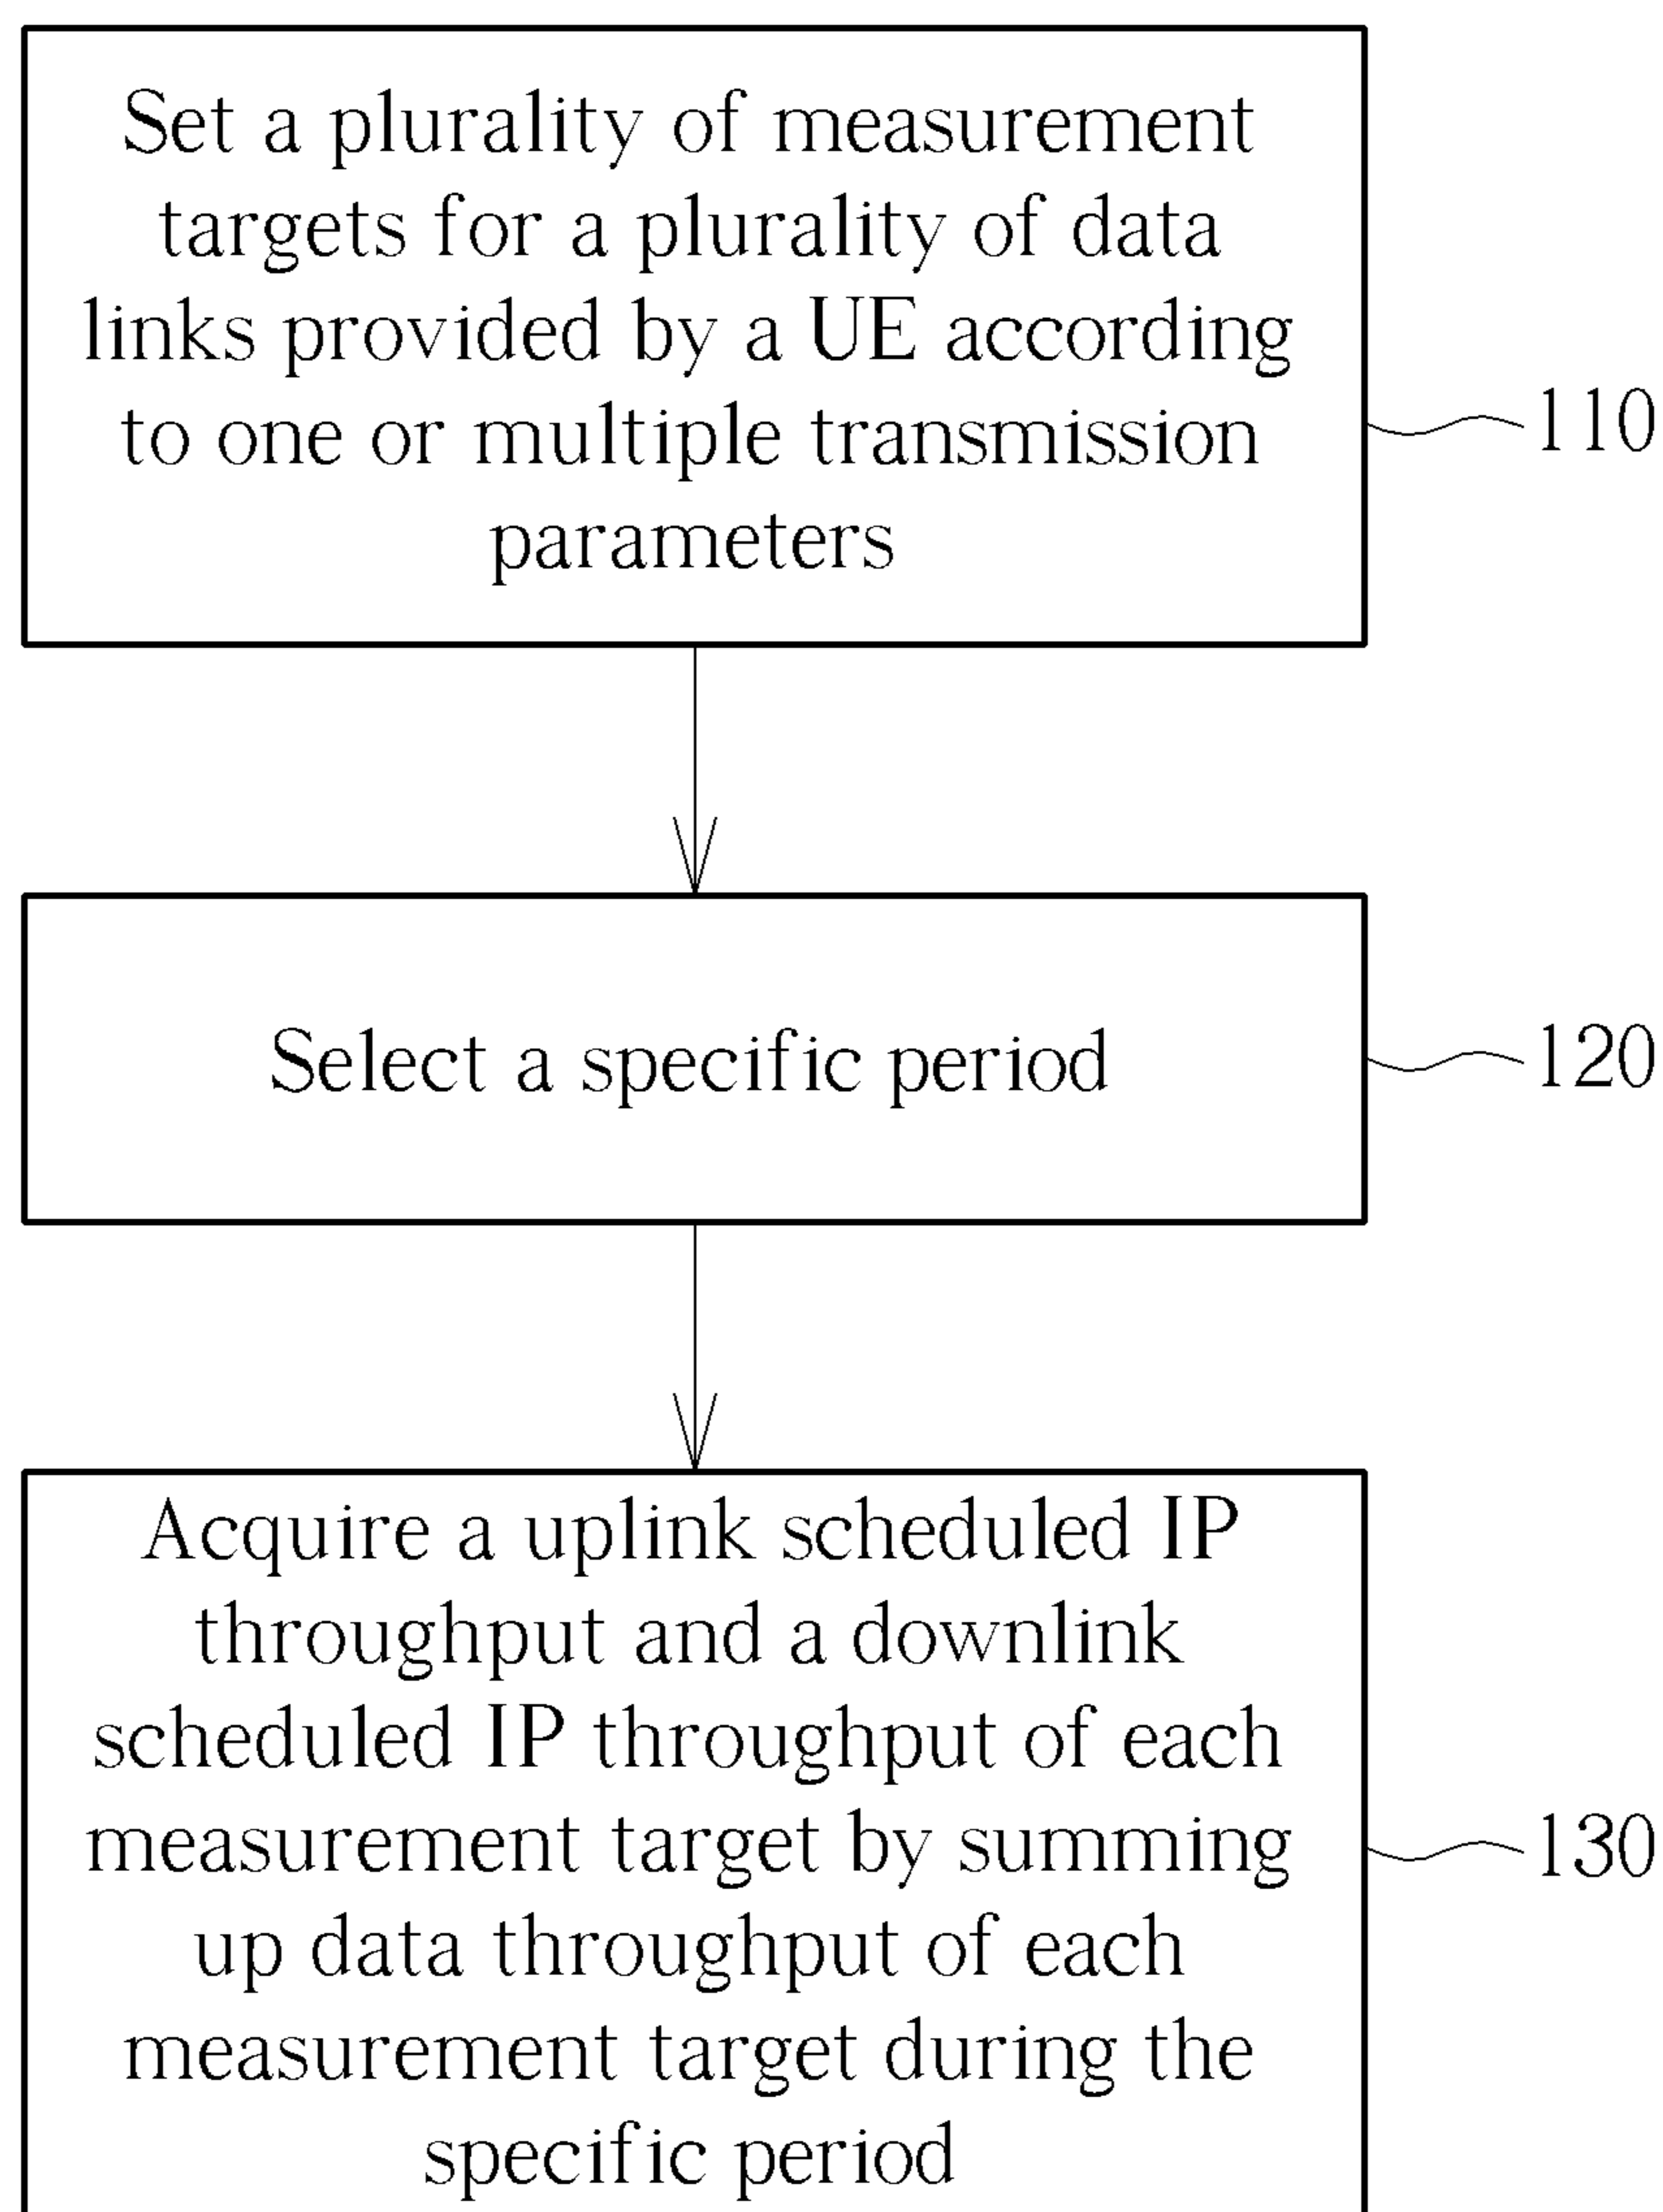 Set a plurality of measurement
targets for a plurality of data
links provided by a UE according
to one or multiple transmission
parameters
110
Select a specific period
120
Acquire a uplink scheduled IP
throughput and a downlink
scheduled IP throughput of each
measurement target by summing
up data throughput of each
measurement target during the
specific period
130